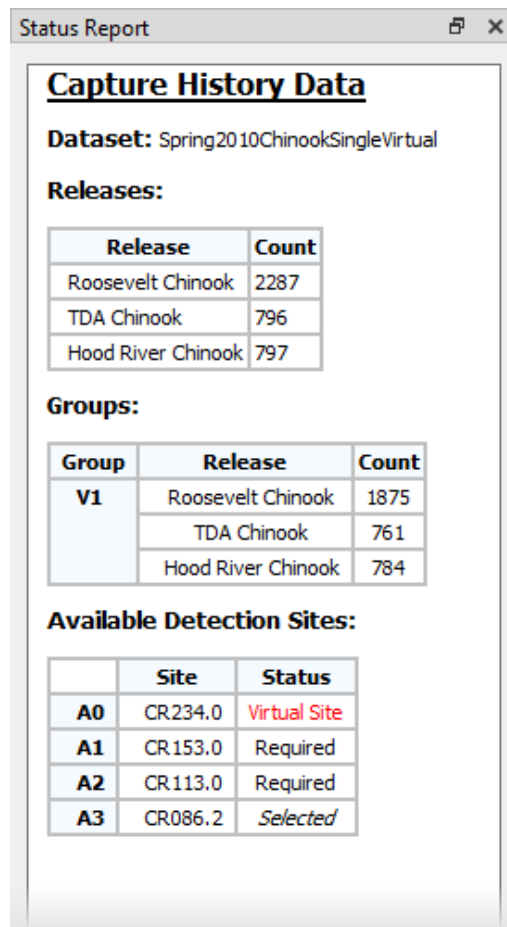 Status Report
Capture History Data
Dataset: Spring2010ChinookSingleVirtual
Releases:
Release Count
Roosevelt Chinook 2287
TDA Chinook 796
Hood River Chinook 797
Groups:
Group Release Count
V1 Roosevelt Chinook 1875
TDA Chinook 761
Hood River Chinook 784
Available Detection Sites:
Site Status
A0 CR234.0 Virtual Site
A1 CR153.0 Required
A2 CR113.0 Required
A3 CR086.2 Selected